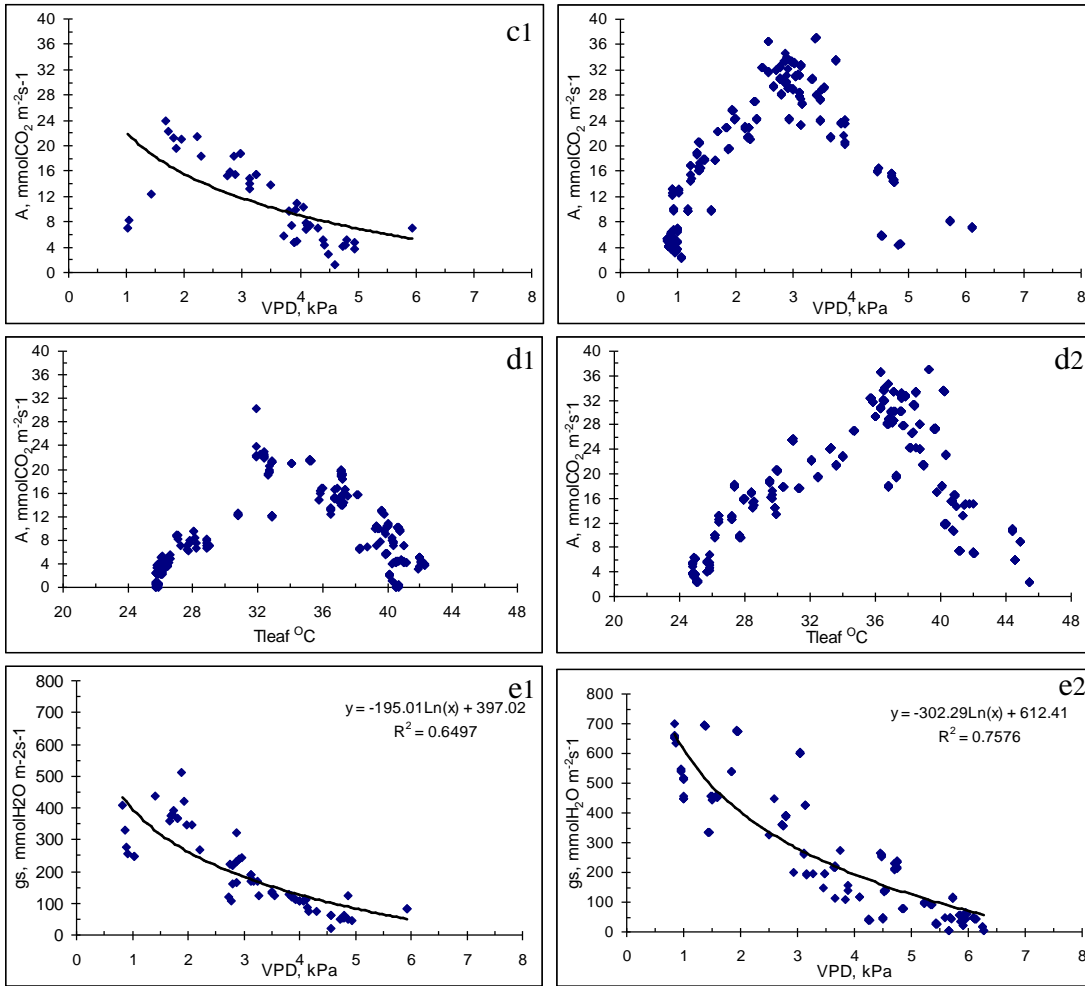 c1
A, mmolCO2 m-2s-1
40
36
32
28
24
20
16
12
8
4
0
0 1 2 3 4 5 6 7 8
VPD, kPa
A, mmolCO2 m-2s-1
40
36
32
28
24
20
16
12
8
4
0
0 1 2 3 4 5 6 7 8
VPD, kPa
d1
A, mmolCO2 m-2s-1
40
36
32
28
24
20
16
12
8
4
0
20 24 28 32 36 40 44 48
Tleaf OC
d2
A, mmolCO2 m-2s-1
40
36
32
28
24
20
16
12
8
4
0
20 24 28 32 36 40 44 48
Tleaf OC
e1
y = -195.01Ln(x) + 397.02
R2 = 0.6497
gs, mmolH2O m-2s-1
800
700
600
500
400
300
200
100
0
0 1 2 3 4 5 6 7 8
VPD, kPa
e2
y = -302.29Ln(x) + 612.41
R2 = 0.7576
gs, mmolH2O m-2s-1
800
700
600
500
400
300
200
100
0
0 1 2 3 4 5 6 7 8
VPD, kPa